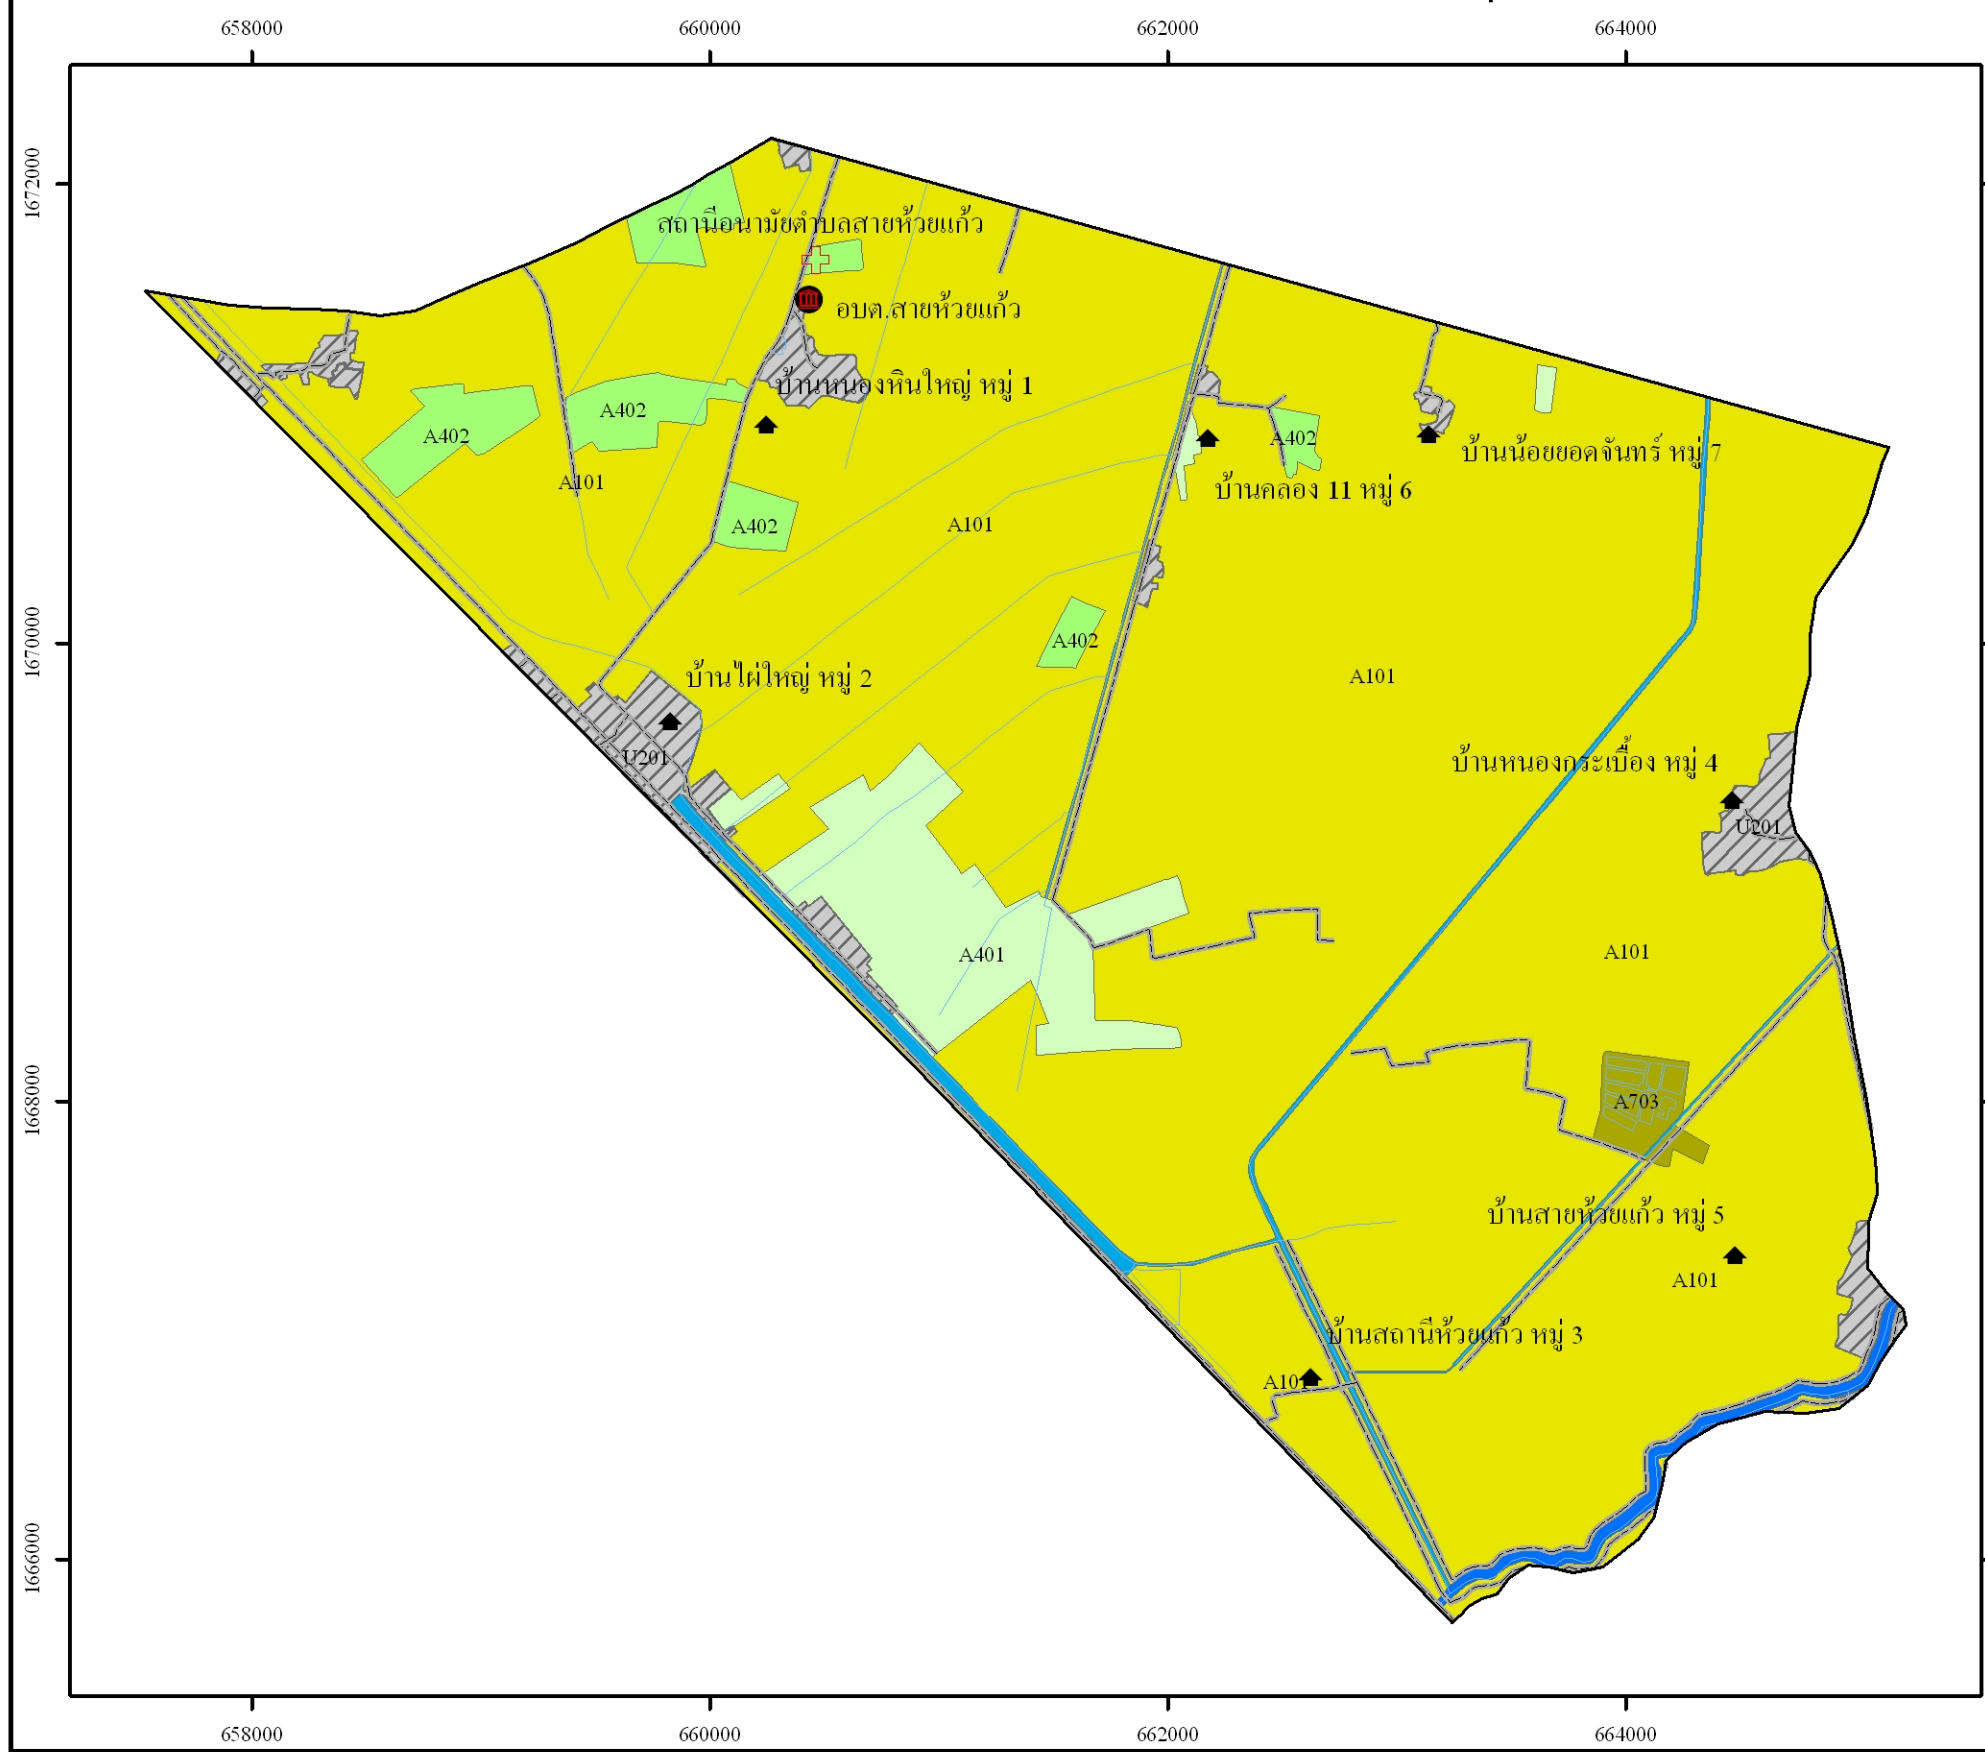 658000
660000
662000
664000
1672000
สถานีอนามัยตำบลสายห้วยแก้ว
อบต.สายห้วยแก้ว
บ้านหนองหินใหญ่ หมู่ 1
A402
A402
A402
บ้านน้อยยอดจันทร์ หมู่ 7
A101
บ้านคลอง 11 หมู่ 6
A402
A101
1670000
A402
บ้านไผ่ใหญ่ หมู่ 2
A101
U201
บ้านหนองกระเบื้อง หมู่ 4
U201
A401
A101
1668000
A703
บ้านสายห้วยแก้ว หมู่ 5
A101
บ้านสถานีห้วยแก้ว หมู่ 3
A101
1666000
658000
660000
662000
664000